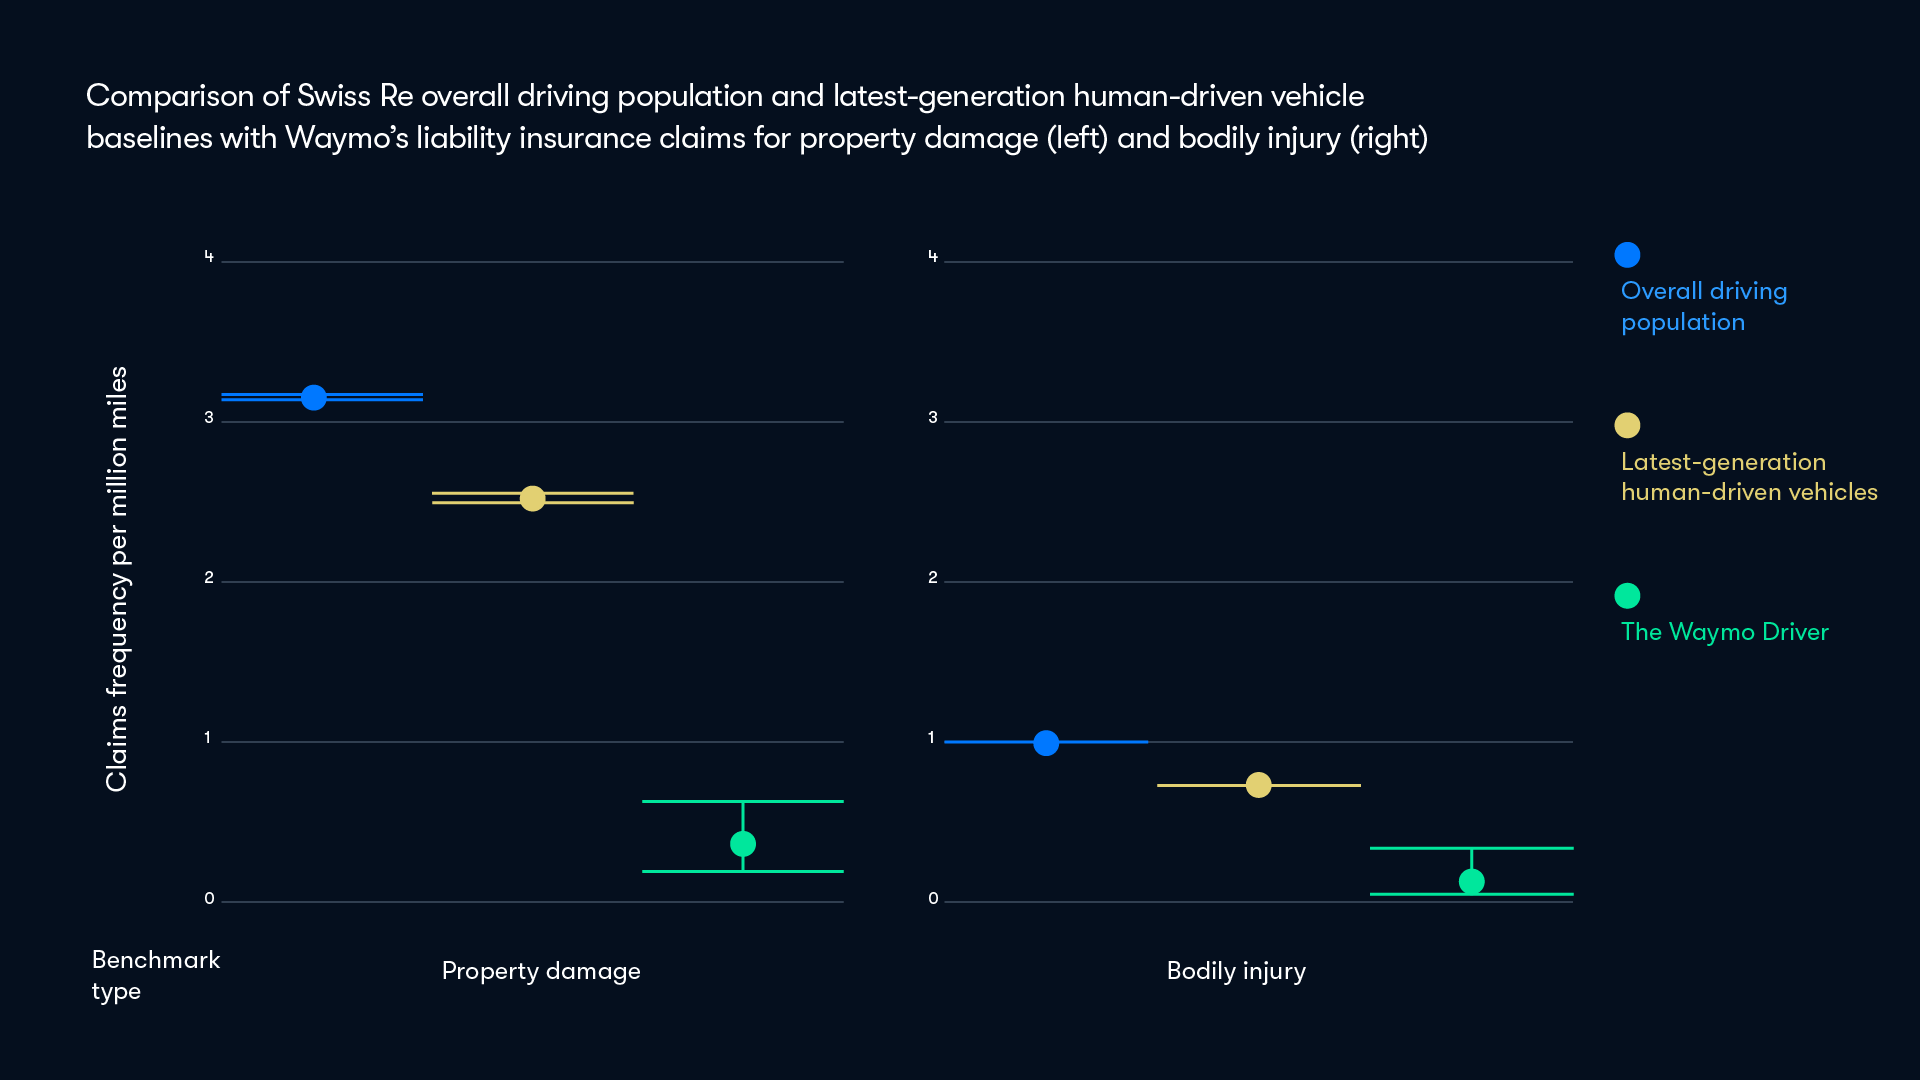 Comparison of Swiss Re overall driving population and latest-generation human-driven vehicle
baselines with Waymo’s liability insurance claims for property damage (left) and bodily injury (right)
Claims frequency per million miles
4
3
2
1
0
Property damage
4
3
2
1
0
Bodily injury
Benchmark
type
Overall driving
population
Latest-generation
human-driven vehicles
The Waymo Driver